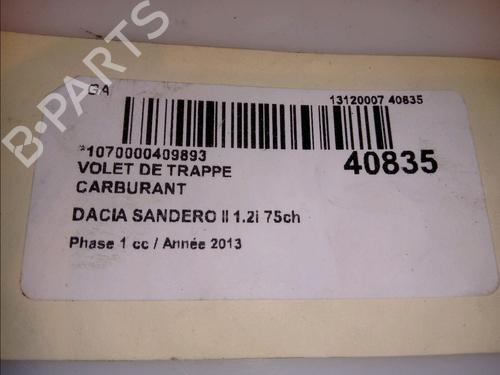 B-PARTS
GA
13120007 40835
*1070000409893
40835
VOLET DE TRAPPE
CARBURANT
DACIA SANDERO II 1.2i 75ch
Phase 1 cc / Année 2013